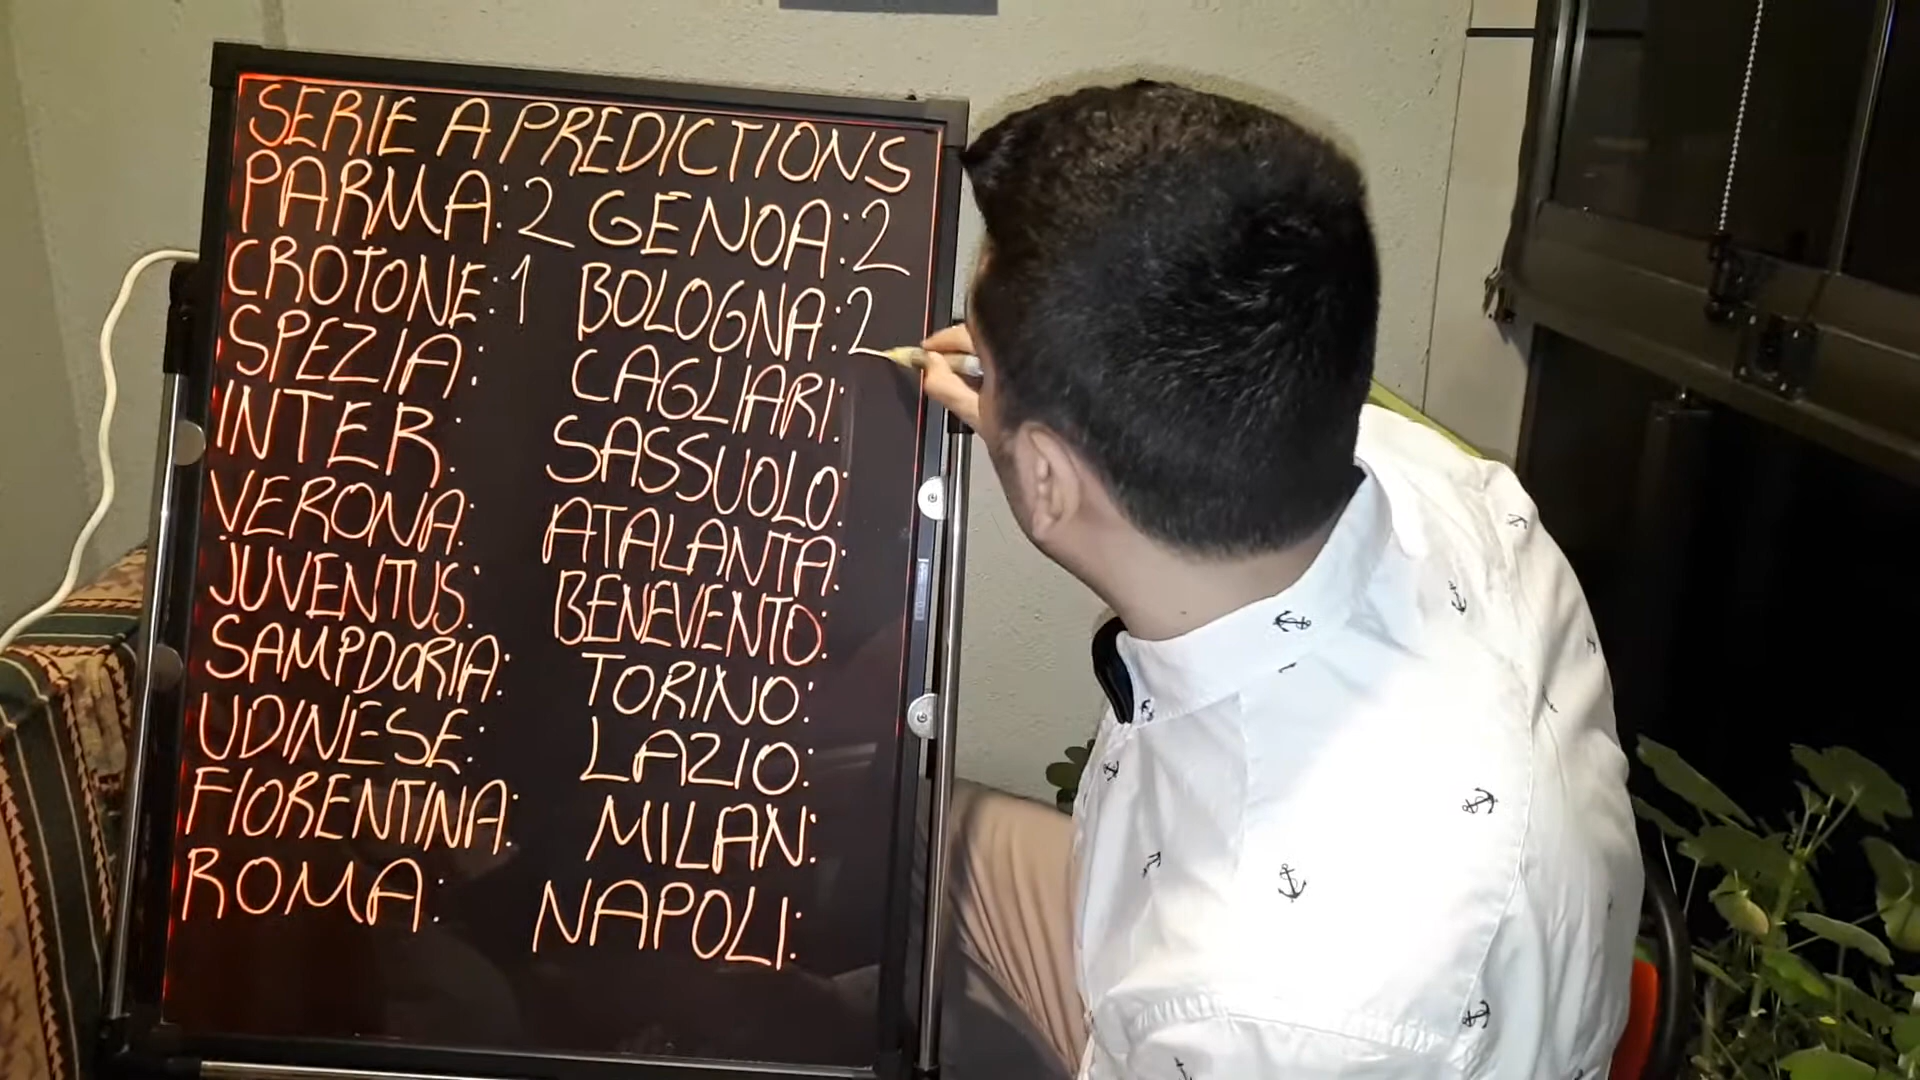 SERIE A PREDICTIONS
PARMA: 2 GENOA: 2
CROTONE: 1 BOLOGNA: 2
SPEZIA: CAGLIARI:
INTER: SASSUOLO:
VERONA: ATALANTA:
JUVENTUS: BENEVENTO:
SAMPDORIA: TORINO:
UDINESE: LAZIO:
FIORENTINA: MILAN:
ROMA: NAPOLI: